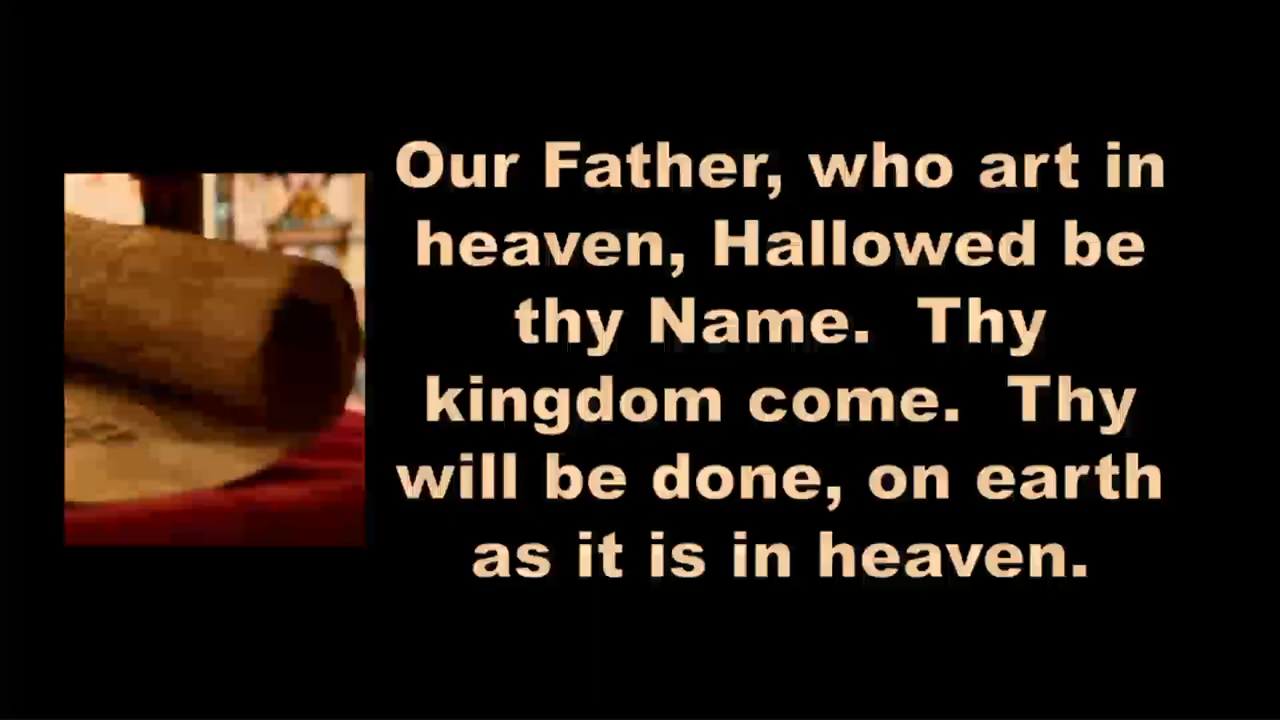 Our Father, who art in
heaven, Hallowed be
thy Name.  Thy
kingdom come.  Thy
will be done, on earth
as it is in heaven.